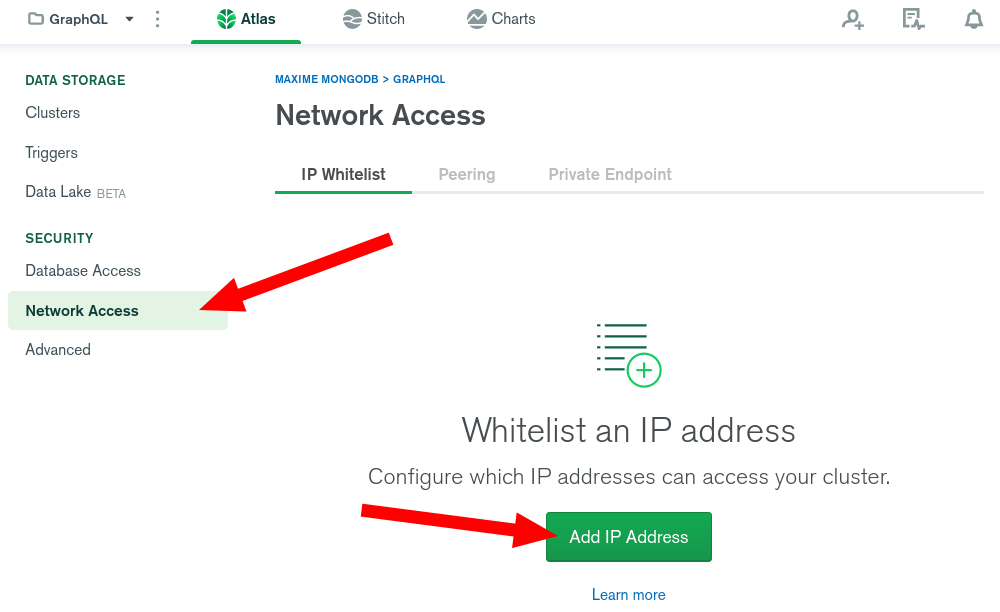 GraphQL
Atlas
Stitch
Charts
DATA STORAGE
Clusters
Triggers
Data Lake BETA
SECURITY
Database Access
Network Access
Advanced
MAXIME MONGODB > GRAPHQL
Network Access
IP Whitelist
Peering
Private Endpoint
Whitelist an IP address
Configure which IP addresses can access your cluster.
Add IP Address
Learn more